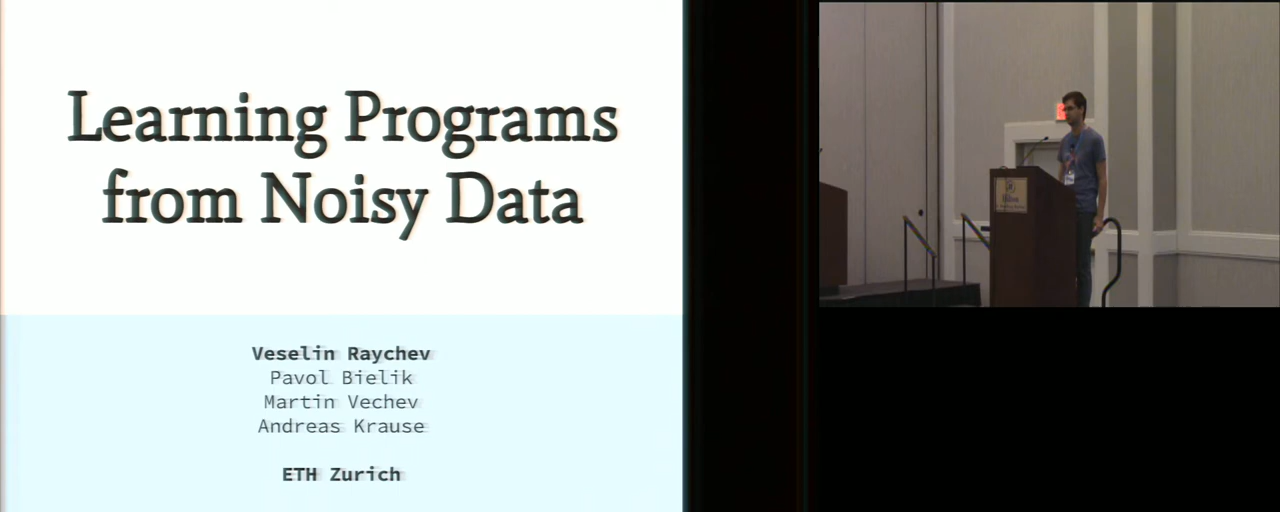 Learning Programs
from Noisy Data
Veselin Raychev
Pavol Bielik
Martin Vechev
Andreas Krause
ETH Zurich